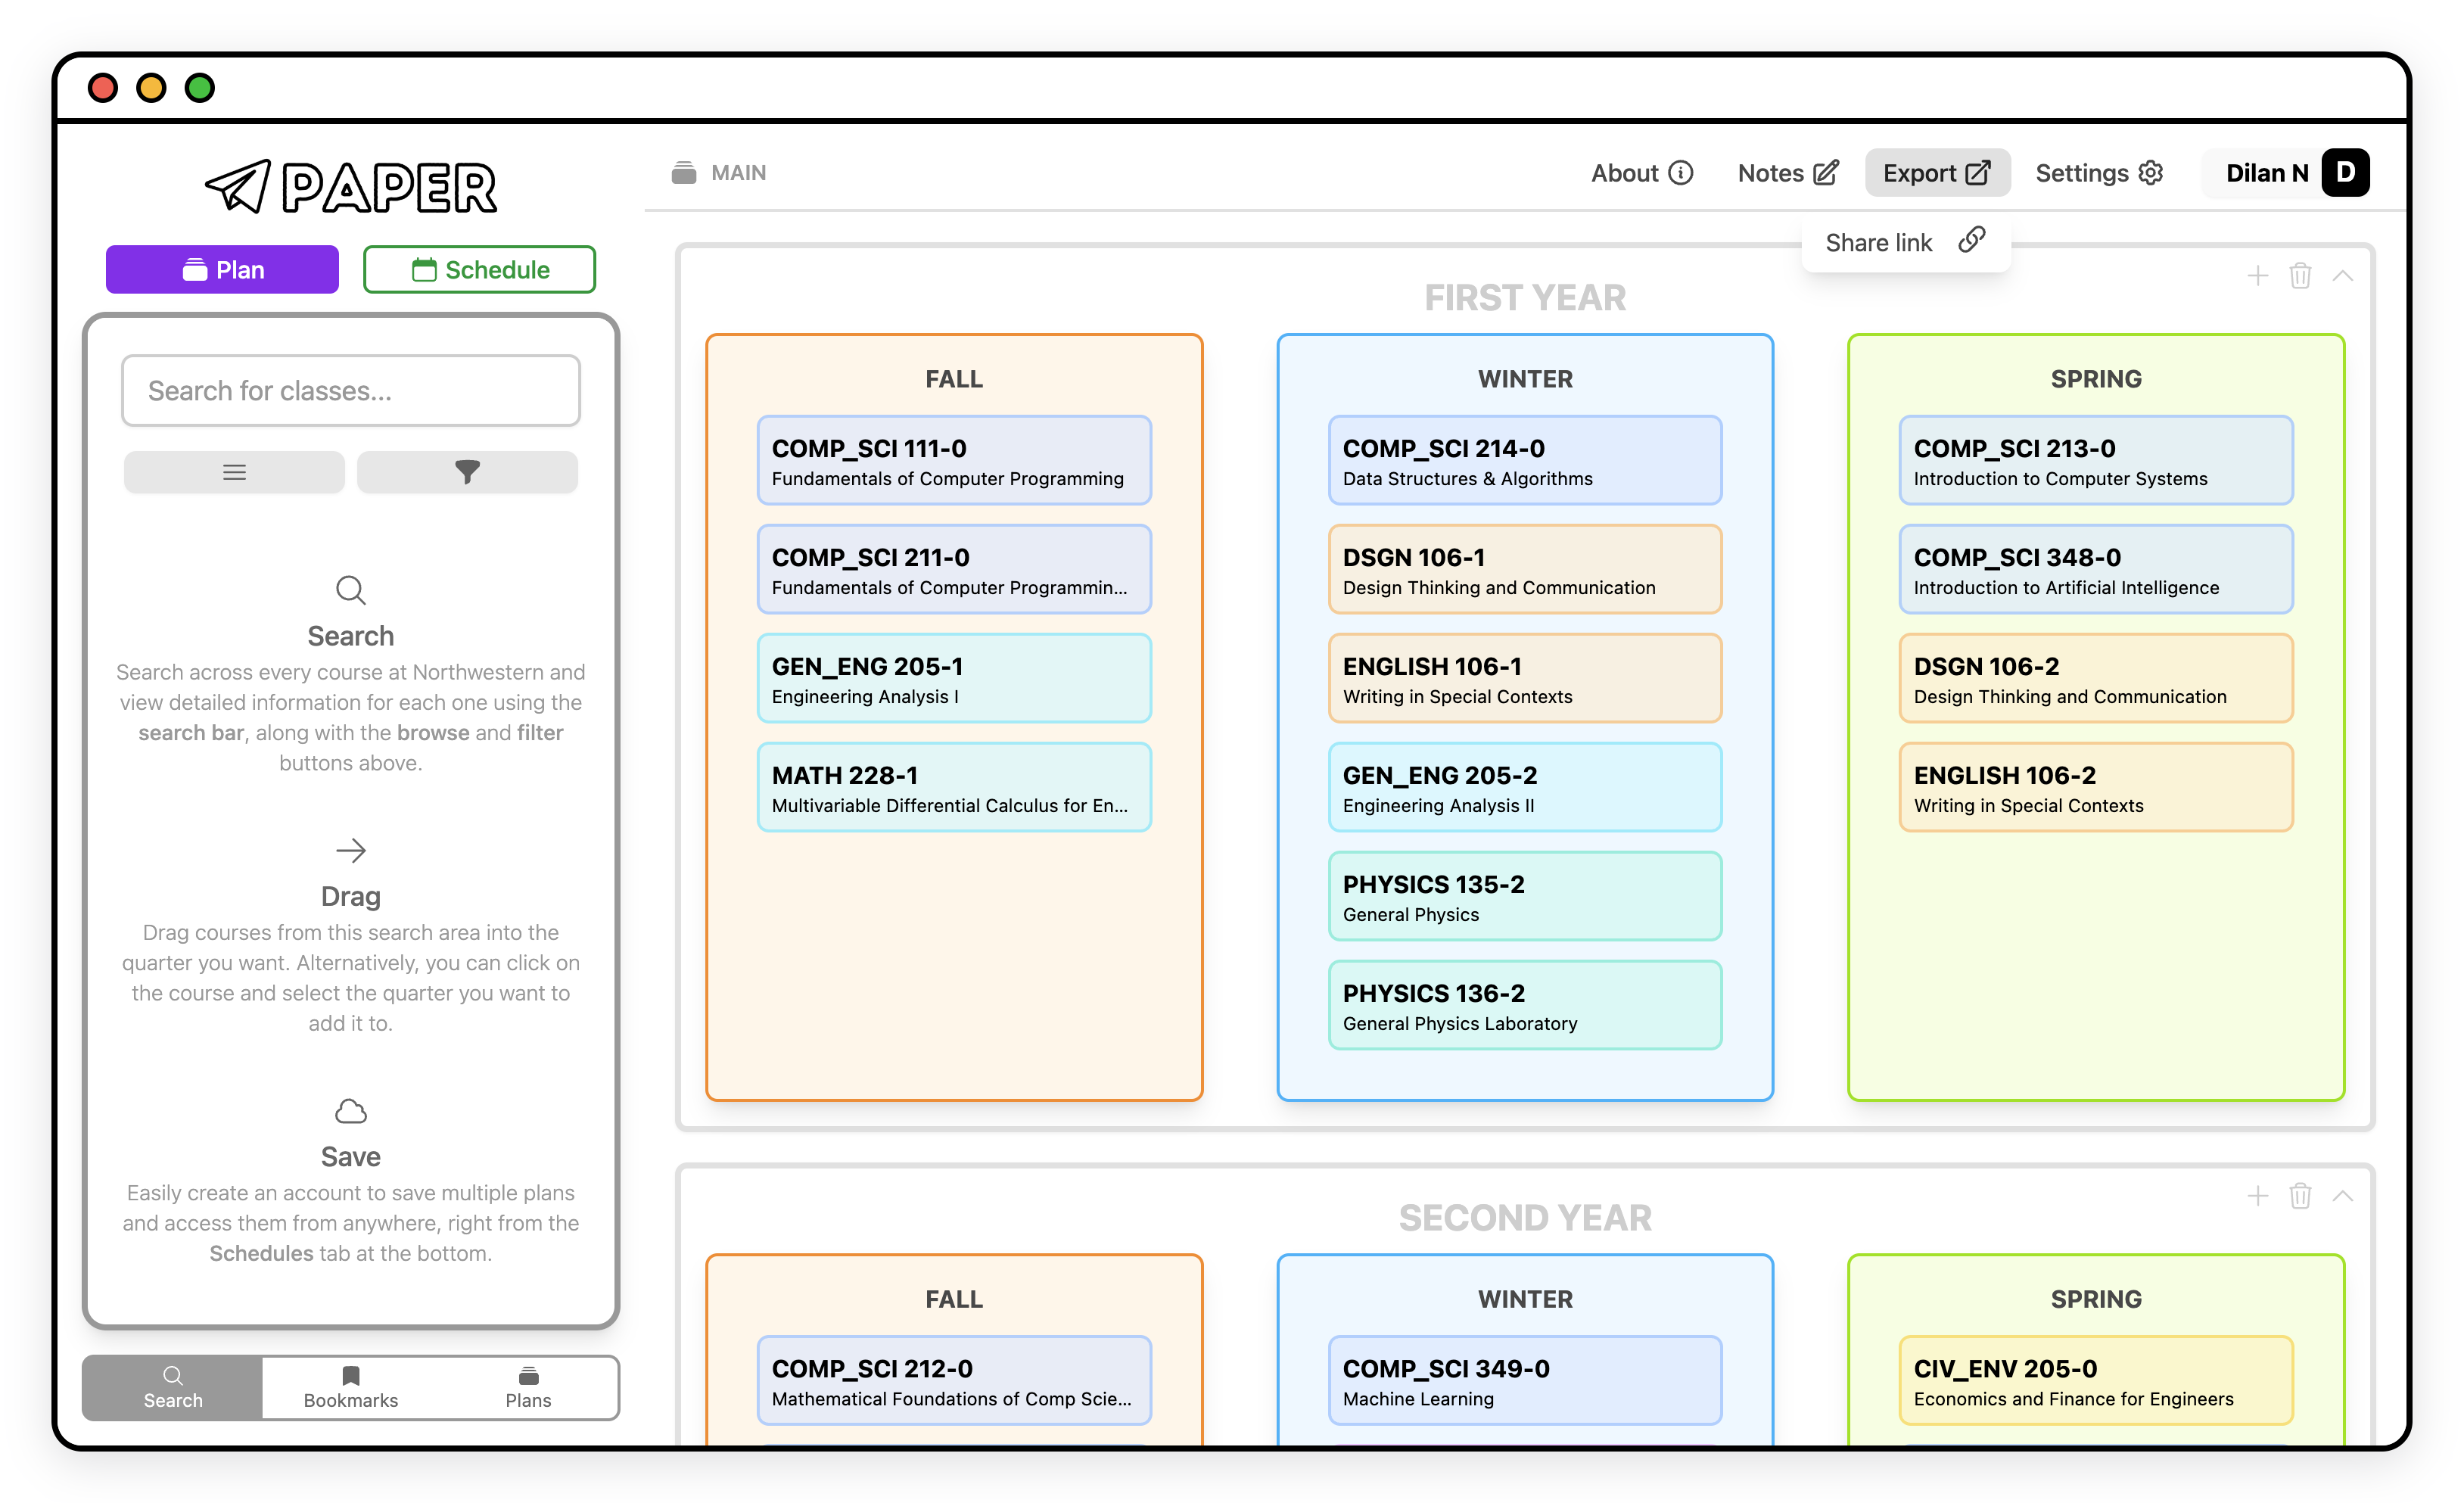 PAPER
Plan
Schedule
Search for classes...
Search
Search across every course at Northwestern and
view detailed information for each one using the
search bar, along with the browse and filter
buttons above.
Drag
Drag courses from this search area into the
quarter you want. Alternatively, you can click on
the course and select the quarter you want to
add it to.
Save
Easily create an account to save multiple plans
and access them from anywhere, right from the
Schedules tab at the bottom.
Search
Bookmarks
Plans
MAIN
About
Notes
Export
Settings
Dilan N
D
Share link
FIRST YEAR
FALL
COMP_SCI 111-0
Fundamentals of Computer Programming
COMP_SCI 211-0
Fundamentals of Computer Programmin...
GEN_ENG 205-1
Engineering Analysis I
MATH 228-1
Multivariable Differential Calculus for En...
WINTER
COMP_SCI 214-0
Data Structures & Algorithms
DSGN 106-1
Design Thinking and Communication
ENGLISH 106-1
Writing in Special Contexts
GEN_ENG 205-2
Engineering Analysis II
PHYSICS 135-2
General Physics
PHYSICS 136-2
General Physics Laboratory
SPRING
COMP_SCI 213-0
Introduction to Computer Systems
COMP_SCI 348-0
Introduction to Artificial Intelligence
DSGN 106-2
Design Thinking and Communication
ENGLISH 106-2
Writing in Special Contexts
SECOND YEAR
FALL
COMP_SCI 212-0
Mathematical Foundations of Comp Scie...
WINTER
COMP_SCI 349-0
Machine Learning
SPRING
CIV_ENV 205-0
Economics and Finance for Engineers